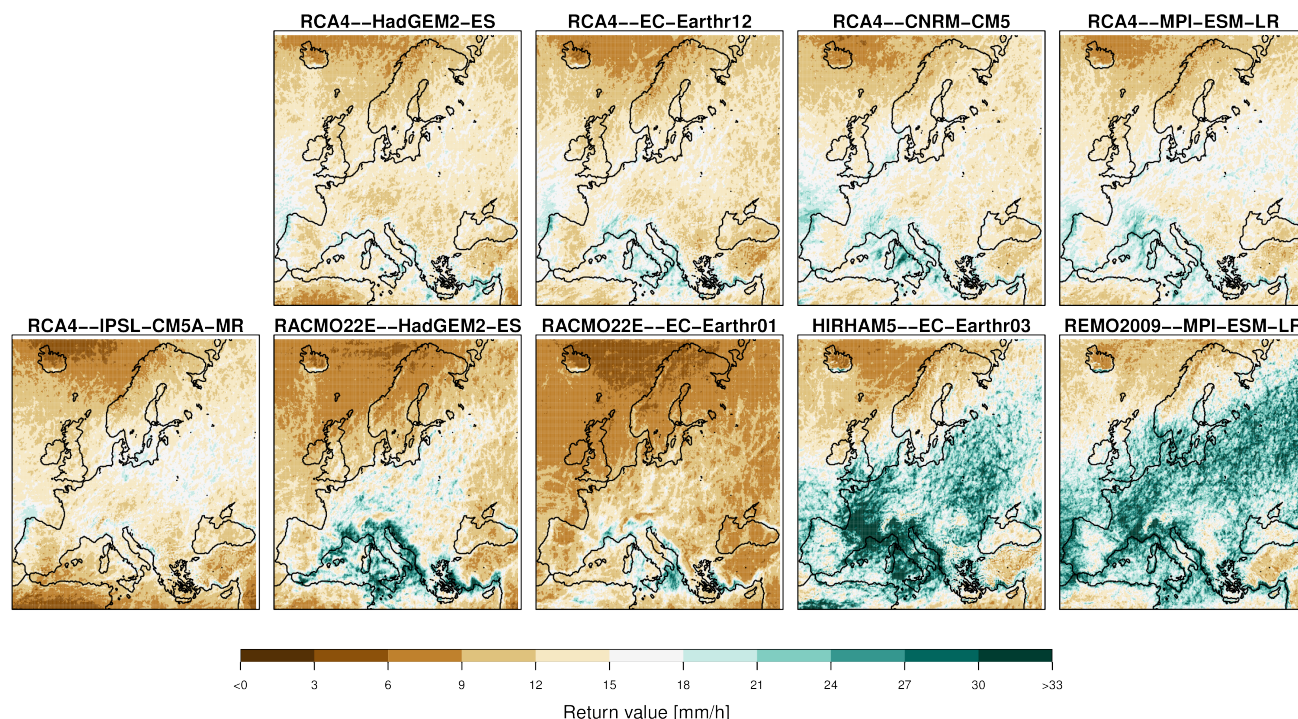 RCA4--HadGEM2-ES
RCA4--EC-Earthr12
RCA4--CNRM-CM5
RCA4--MPI-ESM-LR
RCA4--IPSL-CM5A-MR
RACMO22E--HadGEM2-ES
RACMO22E--EC-Earthr01
HIRHAM5--EC-Earthr03
REMO2009--MPI-ESM-LR
<0 3 6 9 12 15 18 21 24 27 30 >33
Return value [mm/h]